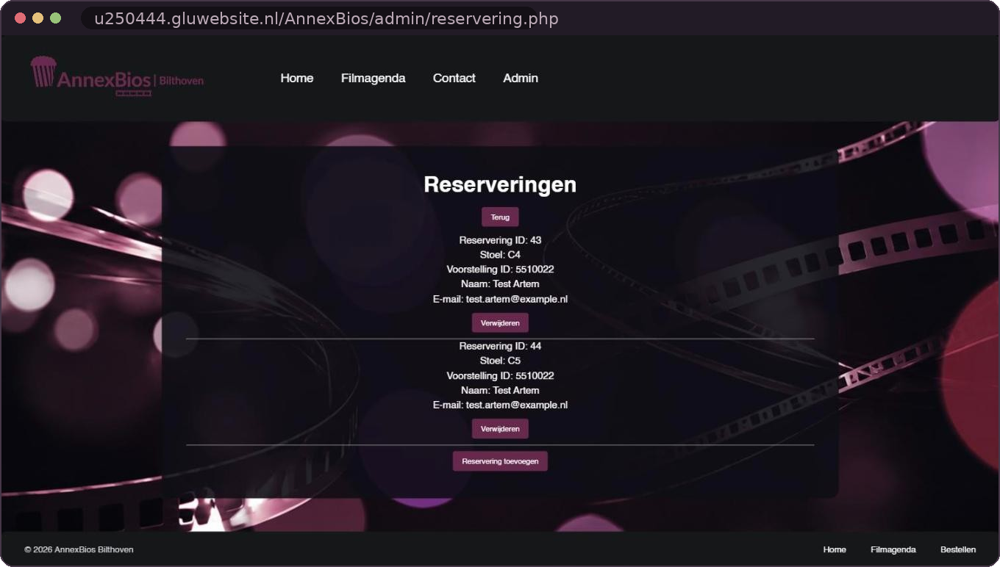 u250444.gluwebsite.nl/AnnexBios/admin/reservering.php
AnnexBios | Bilthoven
Home Filmagenda Contact Admin
Reserveringen
Terug
Reservering ID: 43
Stoel: C4
Voorstelling ID: 5510022
Naam: Test Artem
E-mail: test.artem@example.nl
Verwijderen
Reservering ID: 44
Stoel: C5
Voorstelling ID: 5510022
Naam: Test Artem
E-mail: test.artem@example.nl
Verwijderen
Reservering toevoegen
© 2026 AnnexBios Bilthoven Home Filmagenda Bestellen